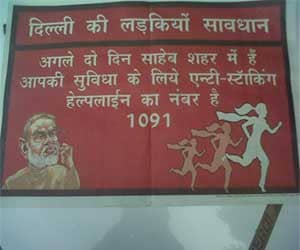 दिल्ली की लड़कियों सावधान
अगले दो दिन साहेब शहर में हैं
आपकी सुविधा के लिये एन्टी-स्टॉकिंग
हेल्पलाईन का नंबर है
1091